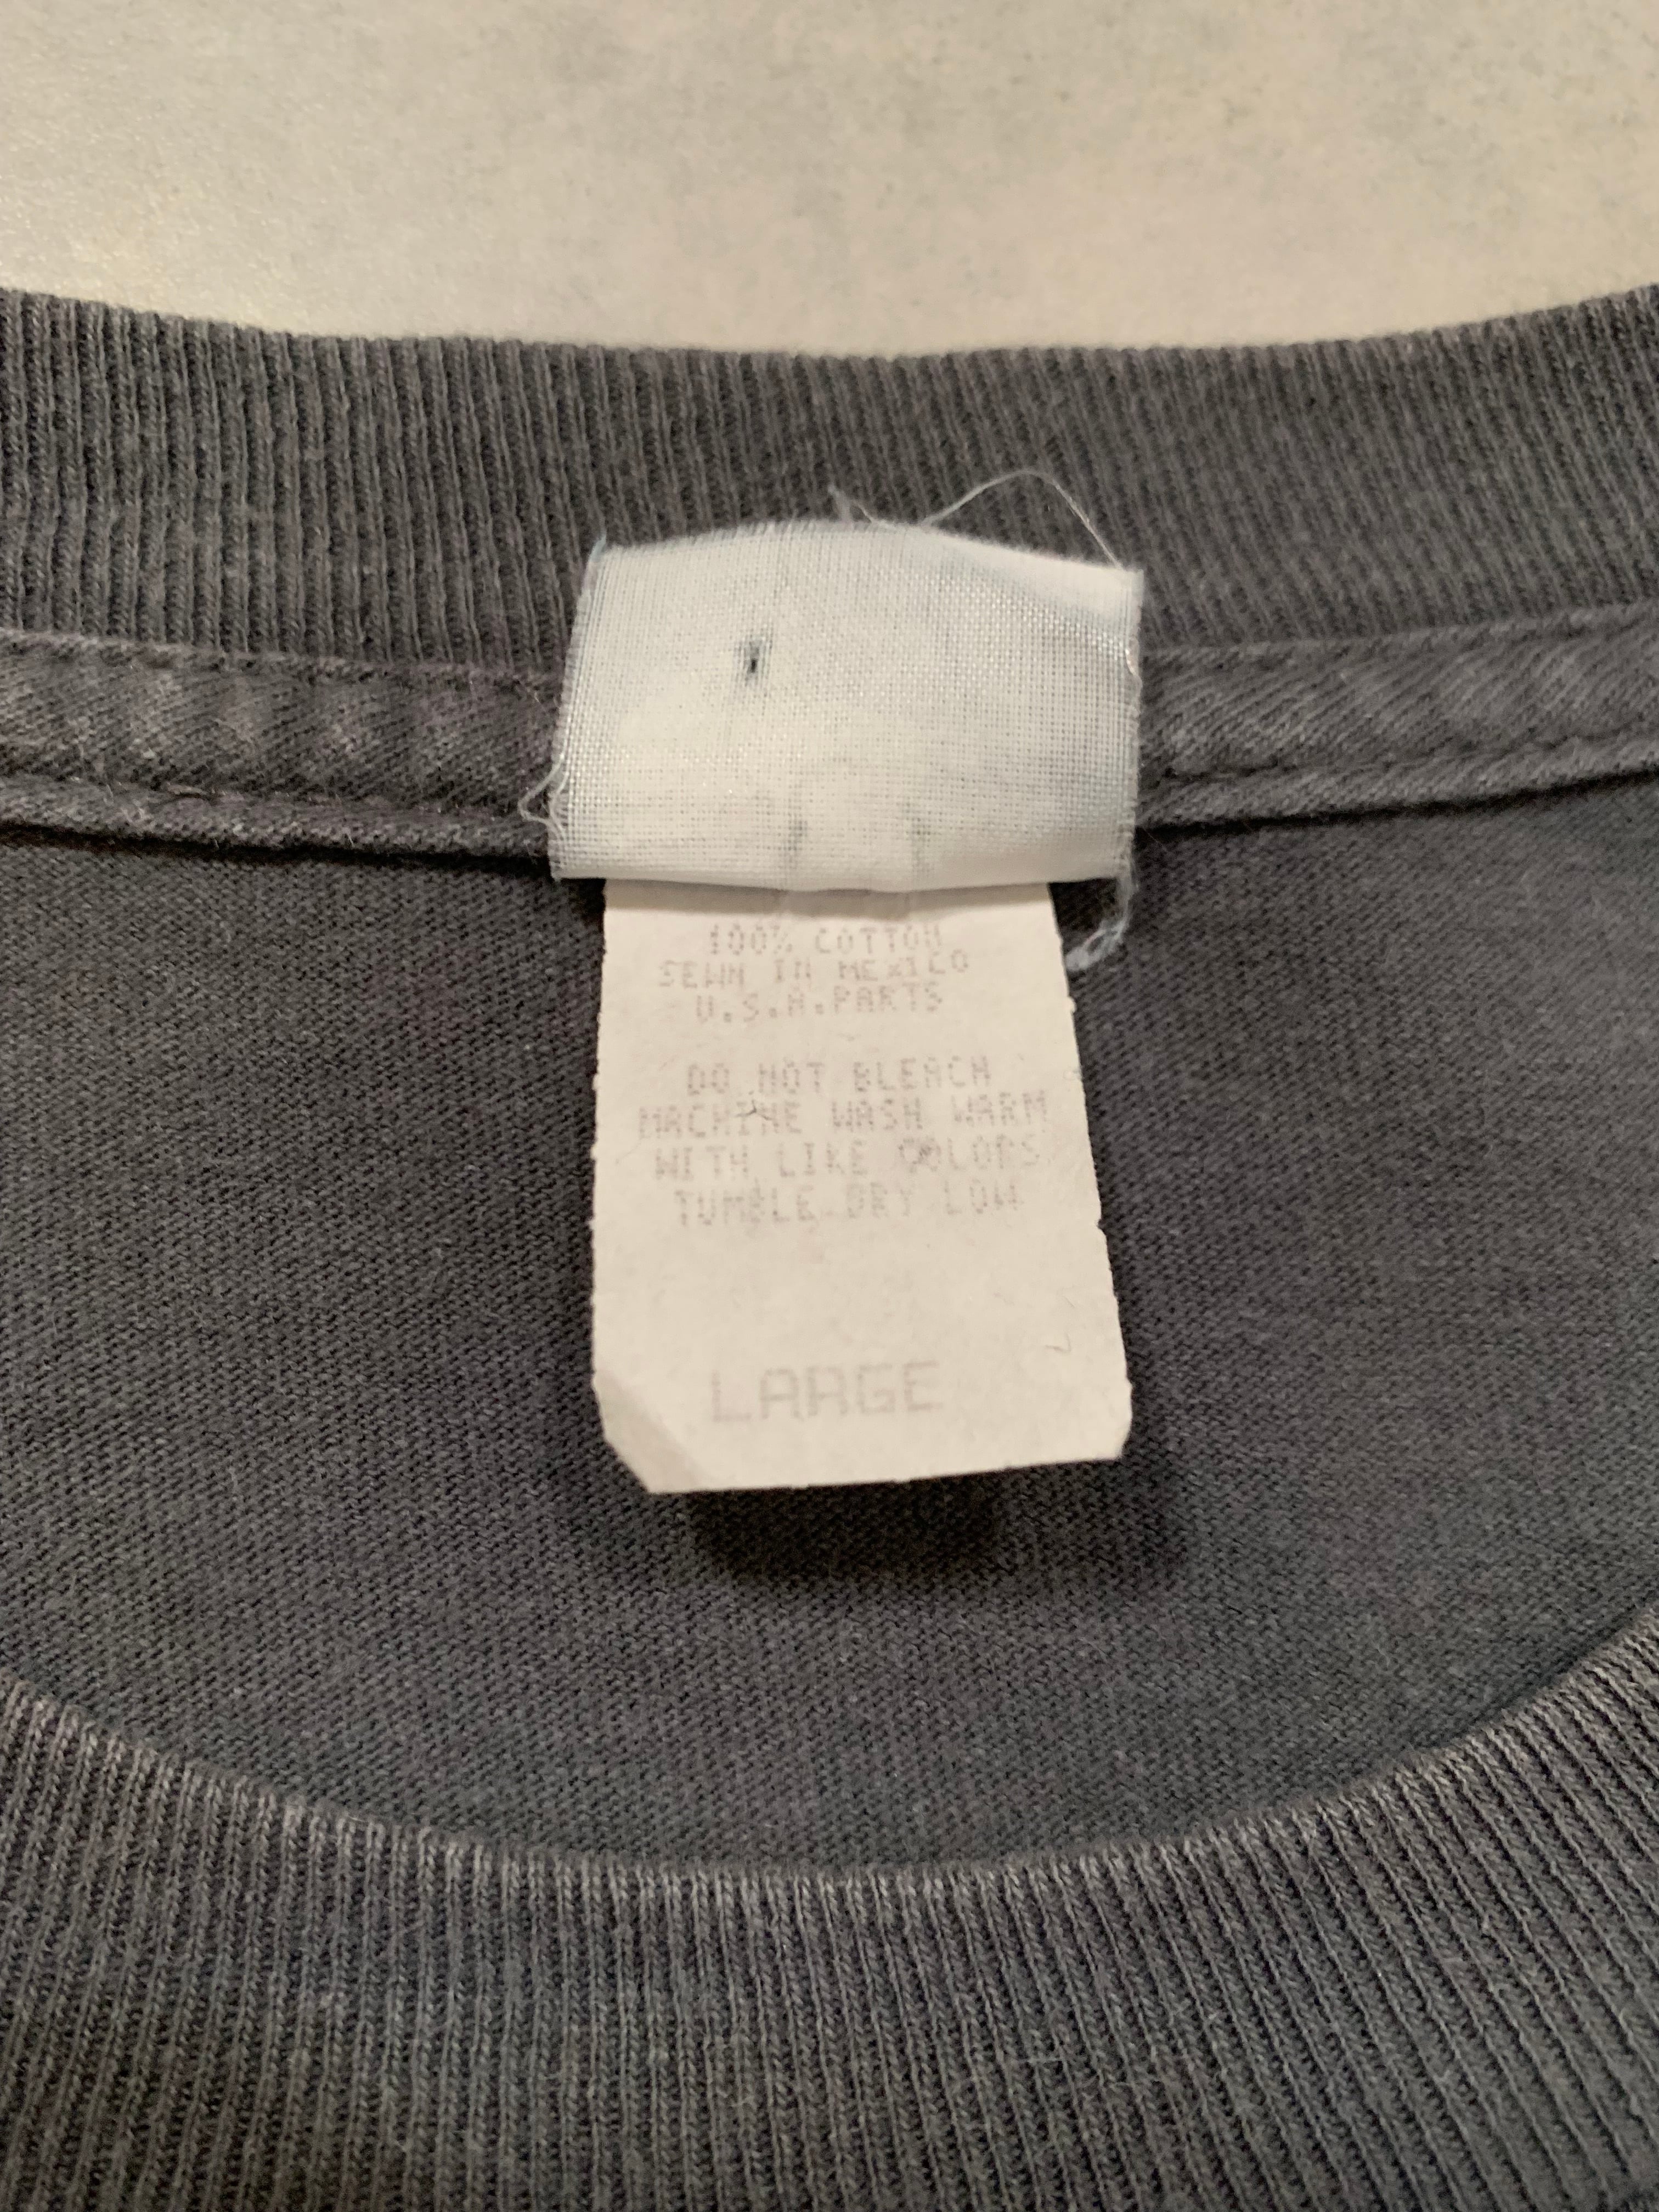 100% COTTON
SEWN IN MEXICO
U.S.A.PARTS
DO NOT BLEACH
MACHINE WASH WARM
WITH LIKE COLORS
TUMBLE DRY LOW
LARGE